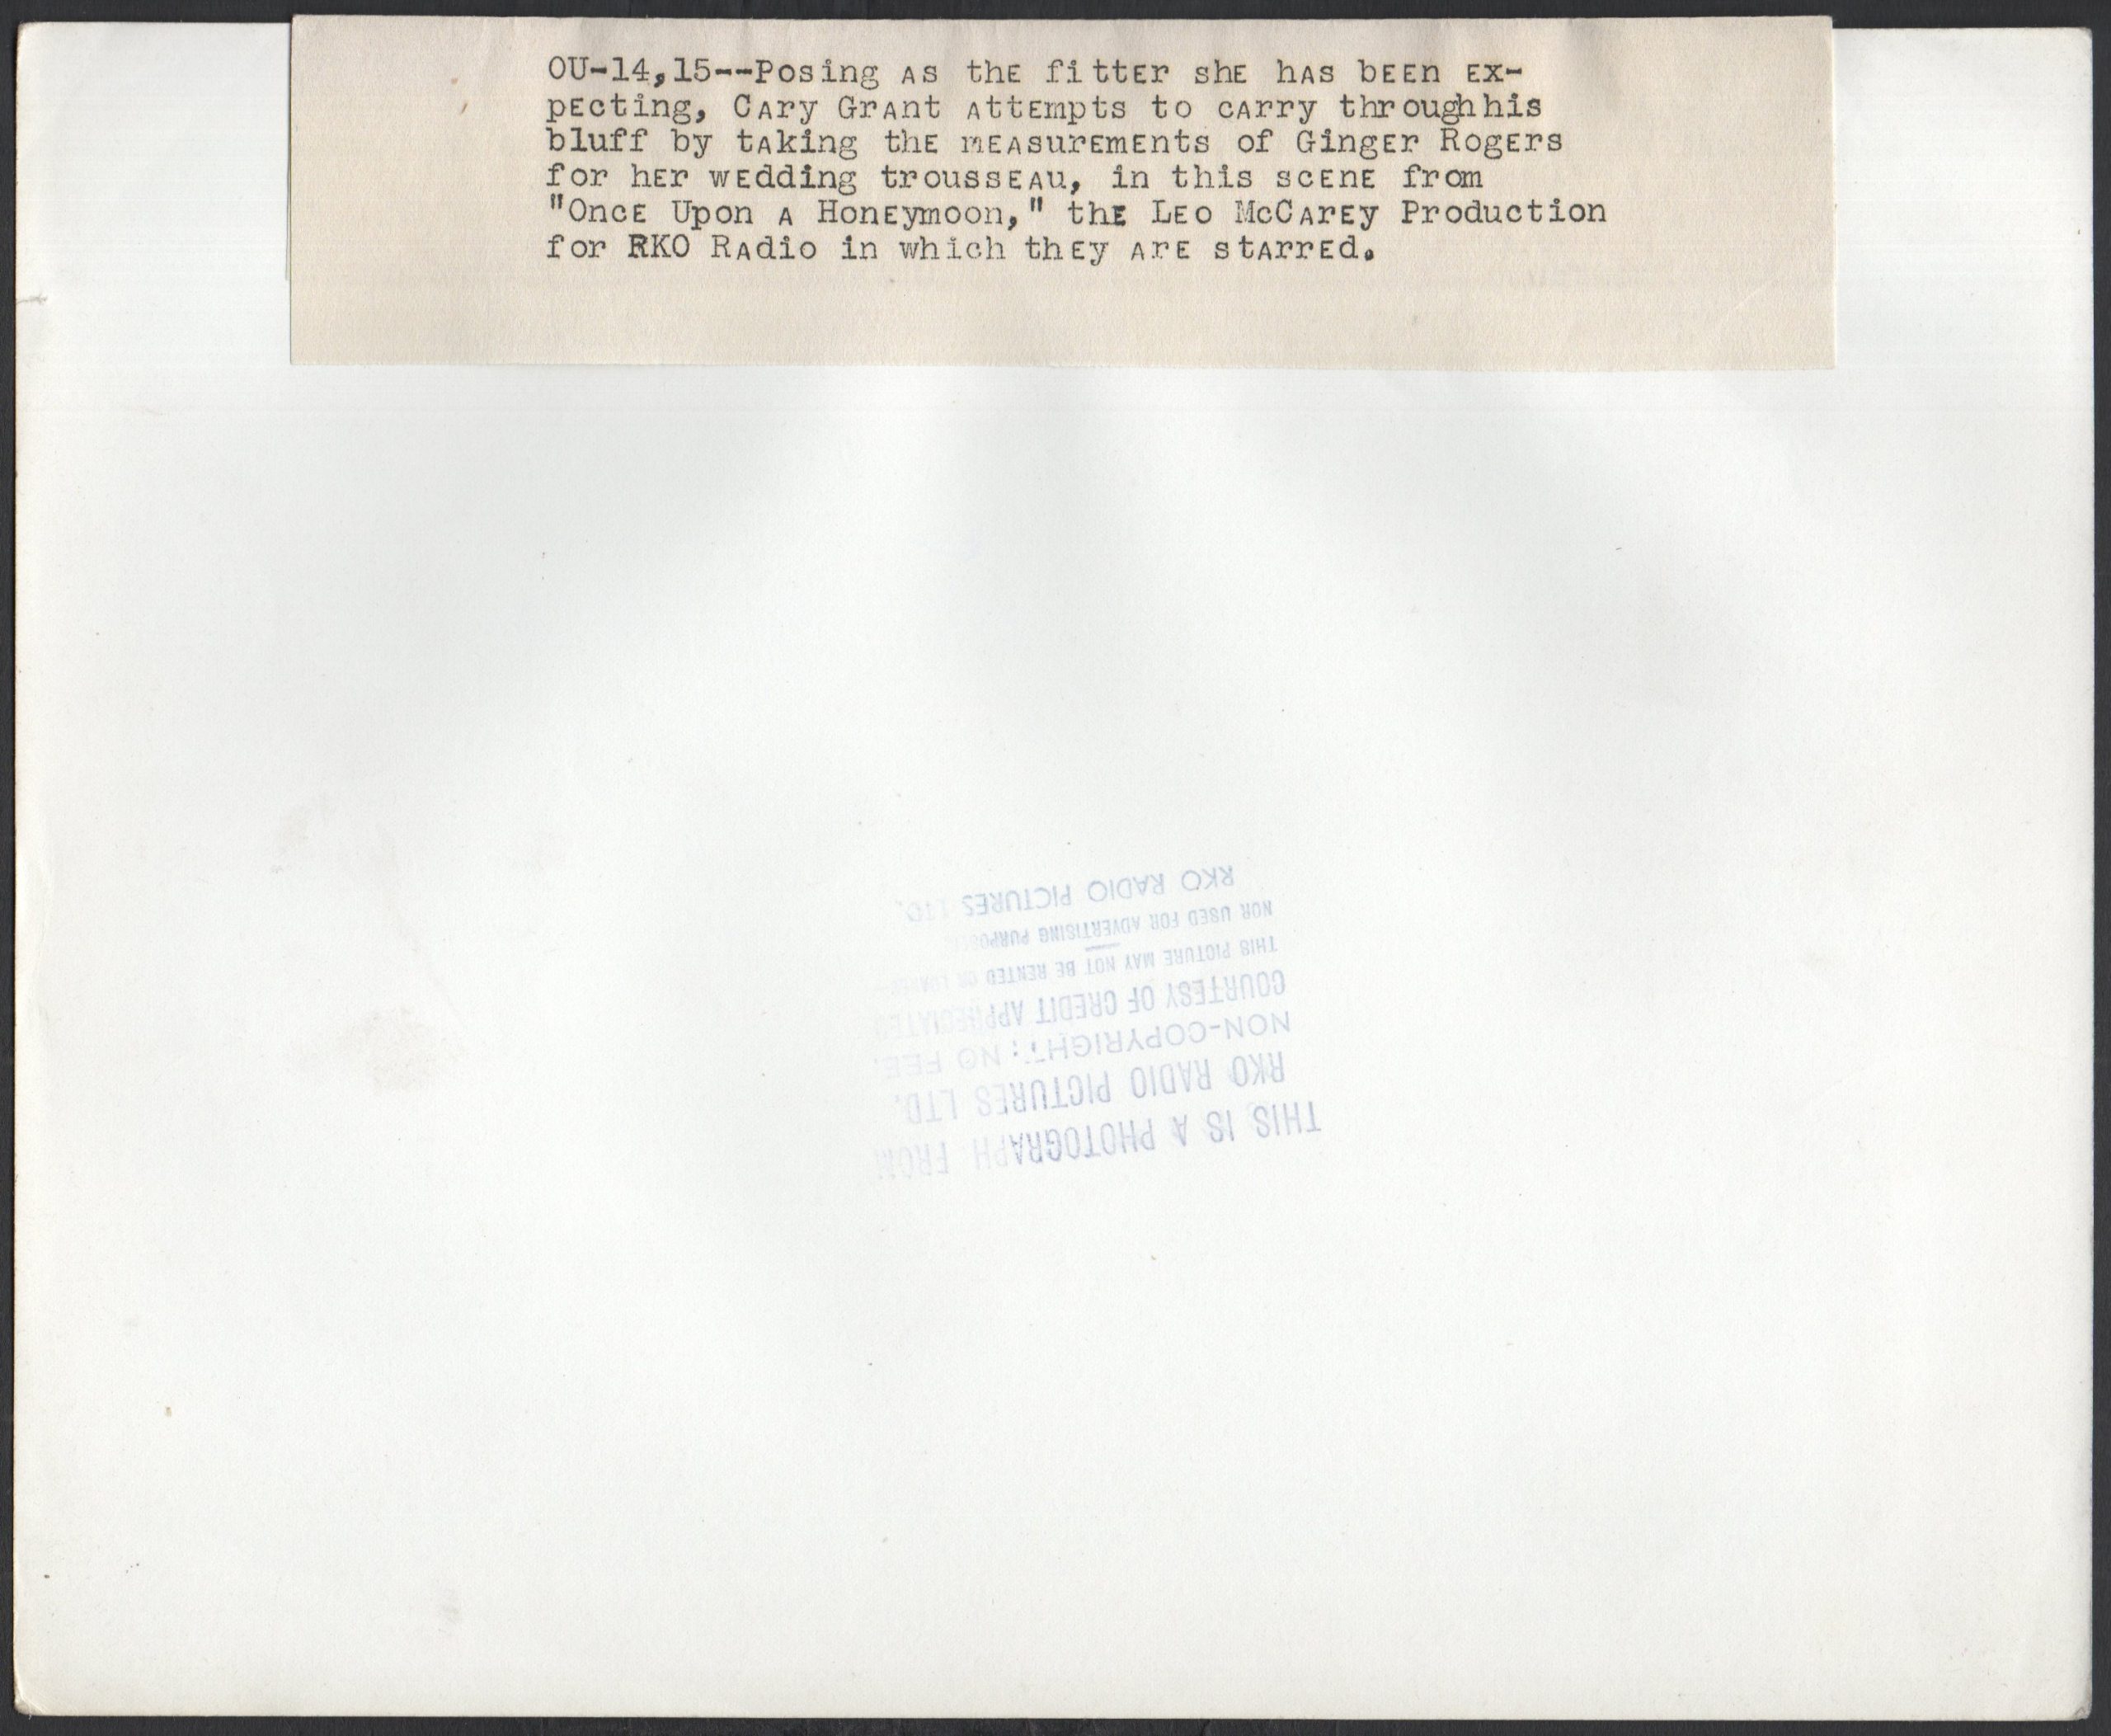 OU-14,15--Posing as the fitter she has been ex-
pecting, Cary Grant attempts to carry through his
bluff by taking the measurements of Ginger Rogers
for her wedding trousseau, in this scene from
"Once Upon a Honeymoon," the Leo McCarey Production
for RKO Radio in which they are starred.
THIS IS A PHOTOGRAPH FROM
RKO RADIO PICTURES LTD.
NON-COPYRIGHT: NO FEE.
COURTESY OF CREDIT APPRECIATED
THIS PICTURE MAY NOT BE RENTED OR
NOR USED FOR ADVERTISING PURPOSES
RKO RADIO PICTURES LTD.